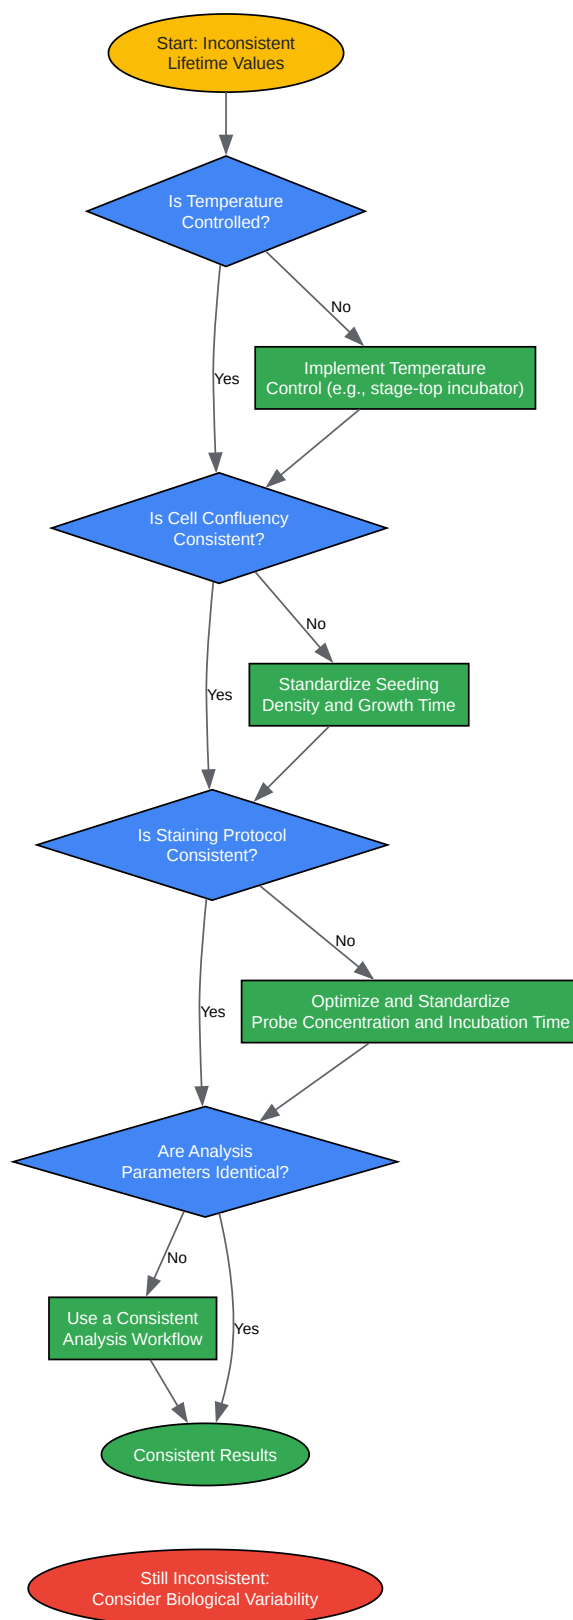 Start: Inconsistent
Lifetime Values
Is Temperature
Controlled?
No
Implement Temperature
Control (e.g., stage-top incubator)
Yes
Is Cell Confluency
Consistent?
No
Standardize Seeding
Density and Growth Time
Yes
Is Staining Protocol
Consistent?
No
Optimize and Standardize
Probe Concentration and Incubation Time
Yes
Are Analysis
Parameters Identical?
No
Use a Consistent
Analysis Workflow
Yes
Consistent Results
Still Inconsistent:
Consider Biological Variability